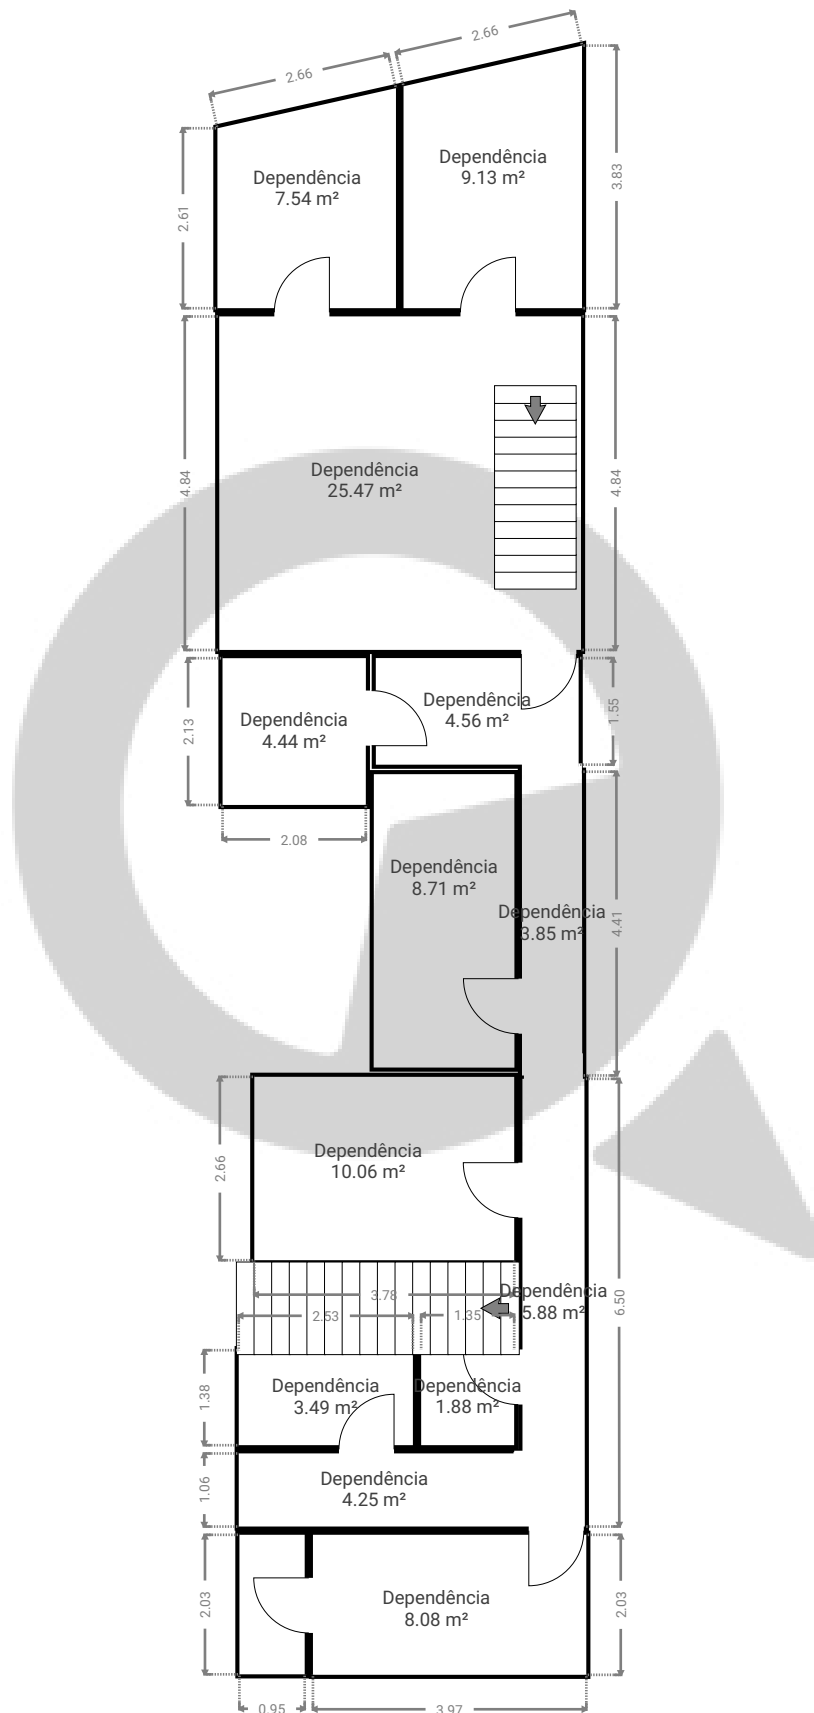 2.66
2.66
Dependência
9.13 m²
Dependência
7.54 m²
3.83
2.61
Dependência
25.47 m²
4.84
4.84
Dependência
4.56 m²
1.55
Dependência
4.44 m²
2.13
2.08
Dependência
8.71 m²
Dependência
3.85 m²
4.41
Dependência
10.06 m²
2.66
3.78
Dependência
5.88 m²
6.50
2.53
1.35
Dependência
3.49 m²
Dependência
1.88 m²
1.38
Dependência
4.25 m²
1.06
Dependência
8.08 m²
2.03
2.03
0.95
3.97